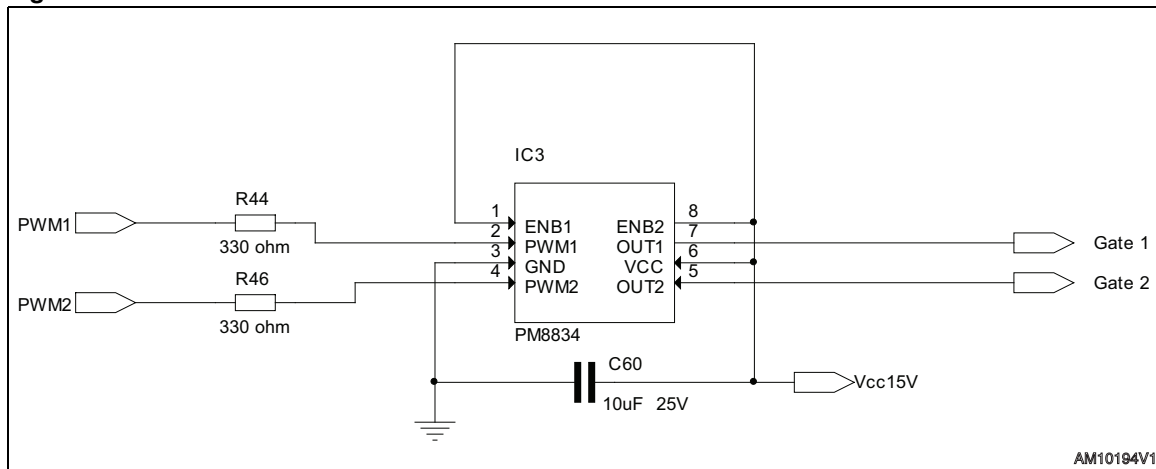 IC3
R44
PWM1
330 ohm
R46
PWM2
330 ohm
1
2
3
4
ENB1
PWM1
GND
PWM2
ENB2
OUT1
VCC
OUT2
8
7
6
5
Gate 1
Gate 2
PM8834
C60
10uF 25V
Vcc15V
AM10194V1